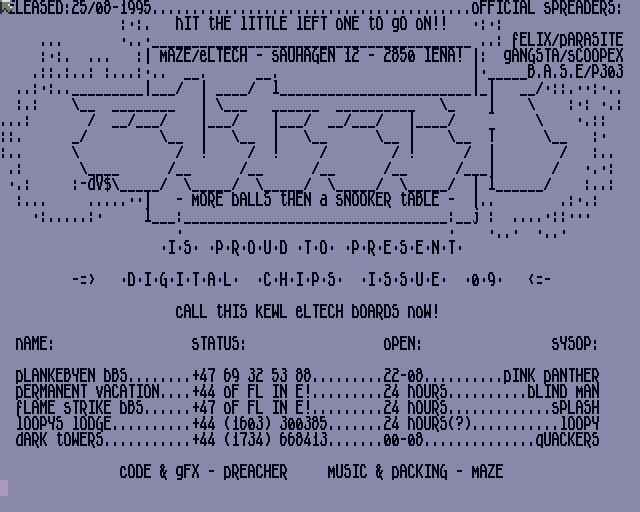 ELEASED:25/08-1995........................................oFFICIAL sPREADERS:
hIT tHE lITTLE lEFT oNE tO gO oN!!
fELIX/pARASITE
MAZE/eLTECH - sAUHAGEN 12 - 2850 lENA!
gANGSTA/sCOOPEX
B.A.S.E/P303
:-dV$\
- MORE bALLS tHEN a sNOOKER tABLE -
·I·S· ·P·R·O·U·D ·T·O ·P·R·E·S·E·N·T·
-=> ·D·I·G·I·T·A·L· ·C·H·I·P·S· ·I·S·S·U·E· ·0·9· <=-
cALL tHIS KEWL eLTECH bOARDS noW!
nAME: sTATUS: oPEN: sYSOP:
pLANKEBYEN bBS........+47 69 32 53 88.........22-08..........pINK pANTHER
pERMANENT vACATION....+44 oF FL IN E!.........24 hOURS..........bLIND MAN
fLAME sTRIKE bBS......+47 oF FL IN E!.........24 hOURS.............sPLASH
lOOPYS lODGE..........+44 (1603) 300385.......24 hOURS(?)...........lOOPY
dARK tOWERS...........+44 (1734) 668413.......00-08..............qUACKERS
cODE & gFX - pREACHER MUSIC & pACKING - MAZE